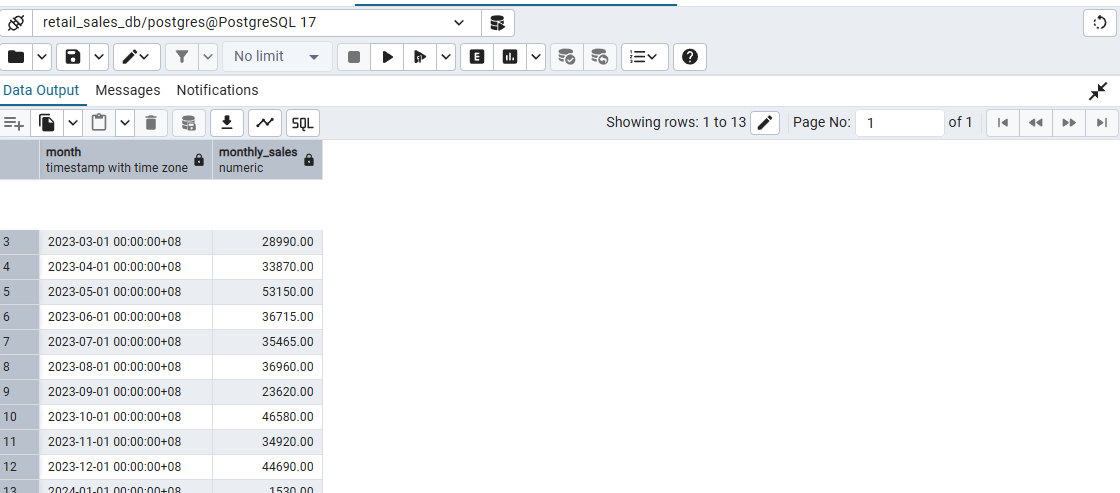 retail_sales_db/postgres@PostgreSQL 17
No limit
E
Data Output Messages Notifications
SQL
Showing rows: 1 to 13 Page No: 1 of 1
month monthly_sales
timestamp with time zone numeric
3 2023-03-01 00:00:00+08 28990.00
4 2023-04-01 00:00:00+08 33870.00
5 2023-05-01 00:00:00+08 53150.00
6 2023-06-01 00:00:00+08 36715.00
7 2023-07-01 00:00:00+08 35465.00
8 2023-08-01 00:00:00+08 36960.00
9 2023-09-01 00:00:00+08 23620.00
10 2023-10-01 00:00:00+08 46580.00
11 2023-11-01 00:00:00+08 34920.00
12 2023-12-01 00:00:00+08 44690.00
13 2024-01-01 00:00:00+08 1530.00